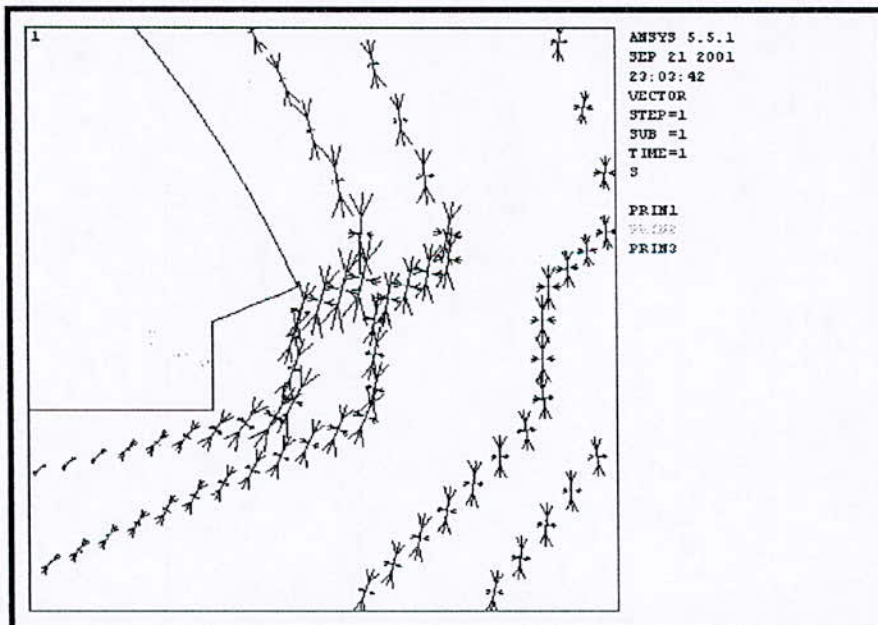 1
ANSYS 5.5.1
SEP 21 2001
23:03:42
VECTOR
STEP=1
SUB =1
TIME=1
S
PRIN1
PRIN2
PRIN3